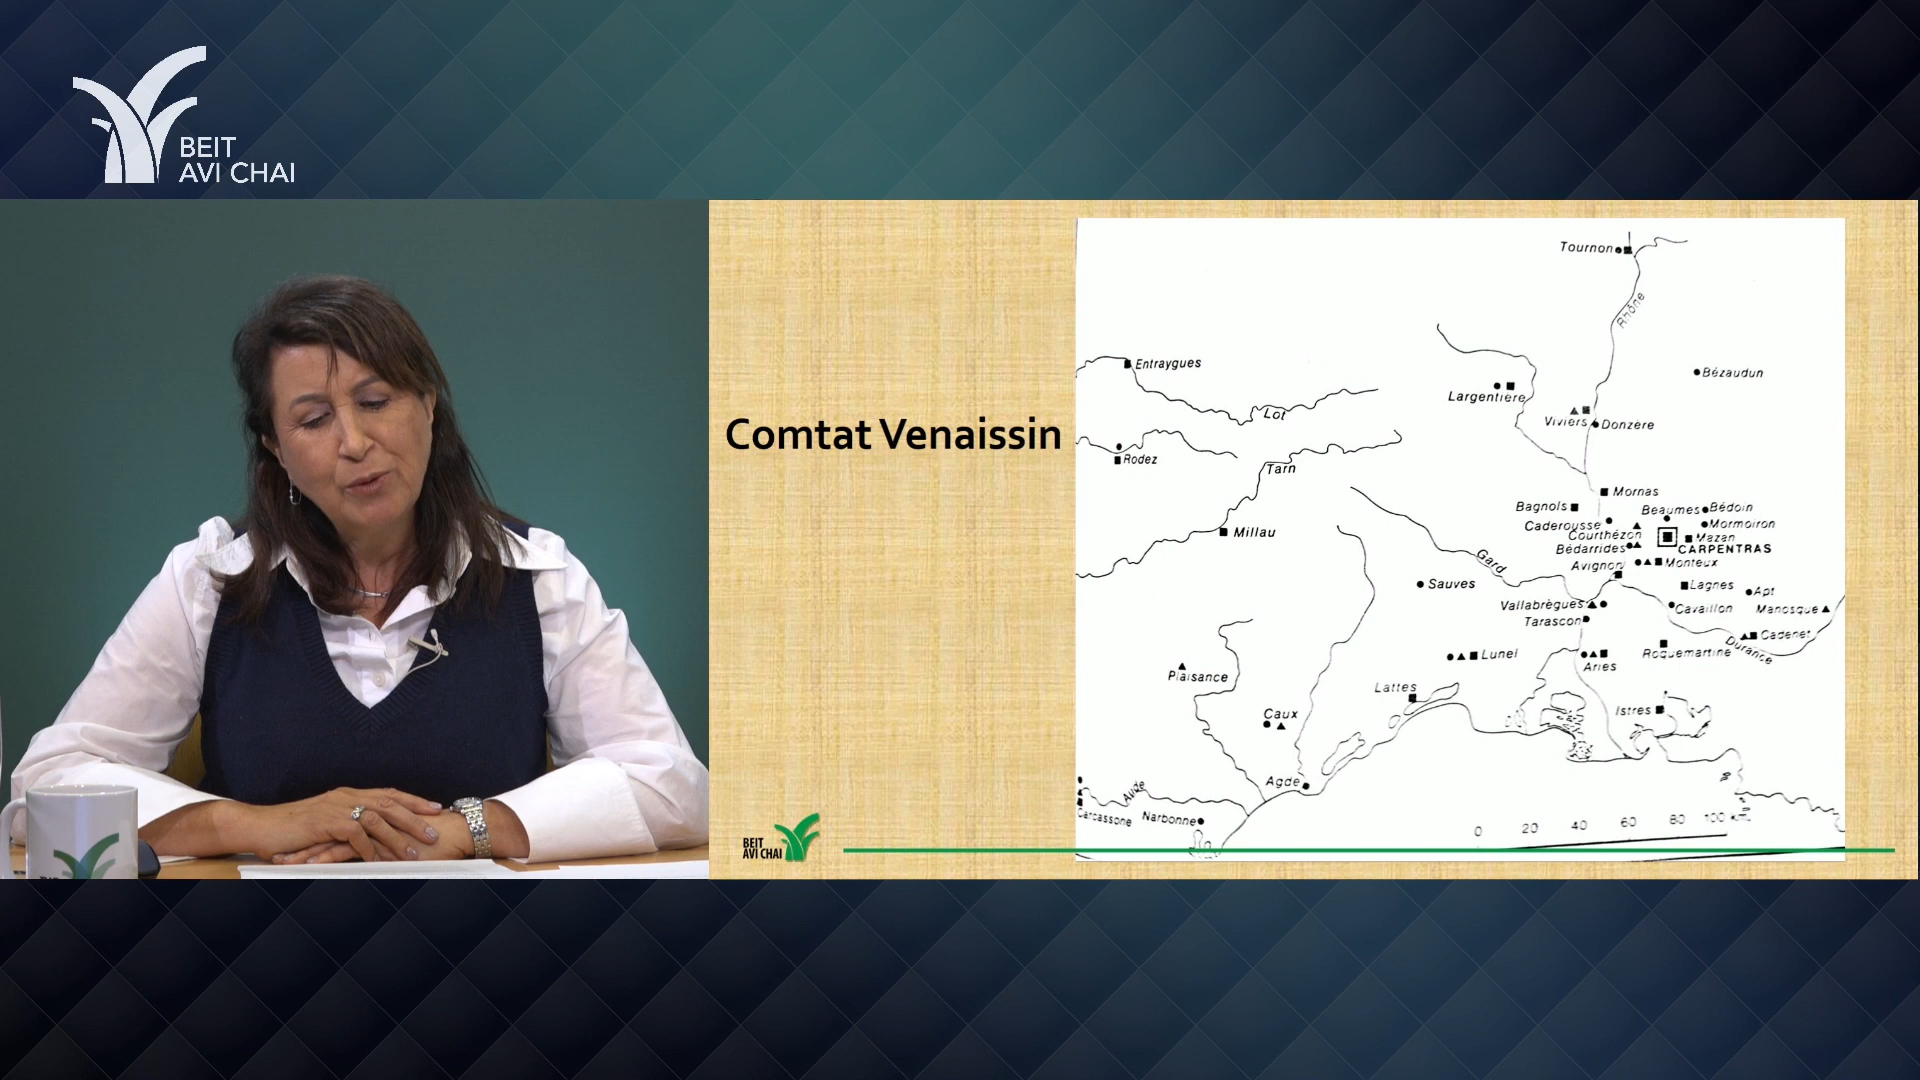 BEIT
AVI CHAI
Comtat Venaissin
Tournon
Rhône
Entraygues
Bézaudun
Largentière
Lot
Viviers
Donzère
Rodez
Tarn
Mornas
Bagnols
Beaumes
Bédoin
Caderousse
Mormoiron
Millau
Courthézon
Mazan
Bédarrides
CARPENTRAS
Gard
Avignon
Monteux
Sauves
Lagnes
Apt
Vallabrègues
Cavaillon
Manosque
Tarascon
Cadenet
Durance
Lunel
Roquemartine
Arles
Plaisance
Lattes
Caux
Istres
Agde
Aude
Carcassone
Narbonne
0 20 40 60 80 100 km
BEIT
AVI CHAI